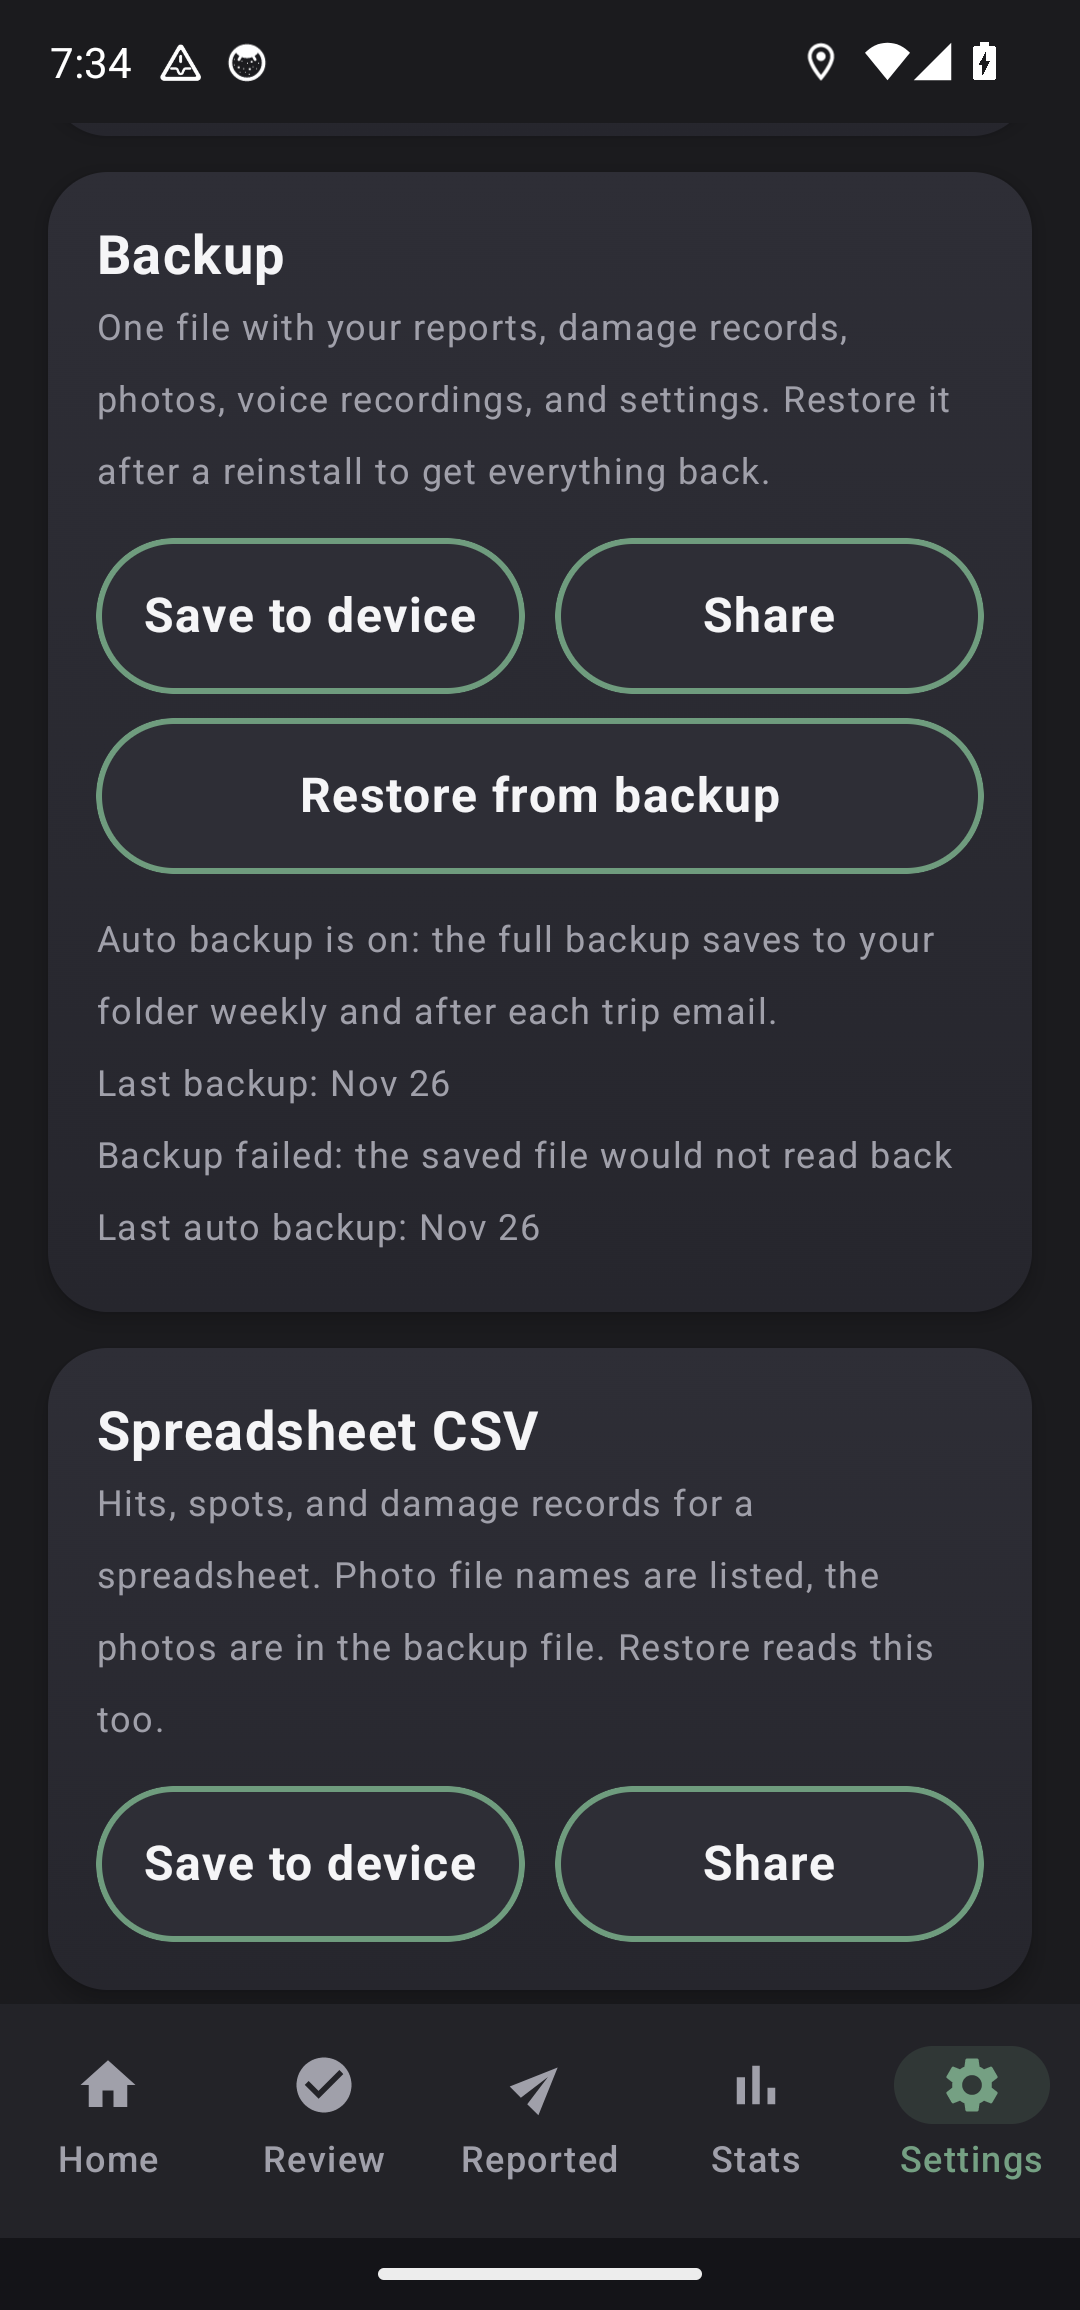 7:34
Backup
One file with your reports, damage records,
photos, voice recordings, and settings. Restore it
after a reinstall to get everything back.
Save to device
Share
Restore from backup
Auto backup is on: the full backup saves to your
folder weekly and after each trip email.
Last backup: Nov 26
Backup failed: the saved file would not read back
Last auto backup: Nov 26
Spreadsheet CSV
Hits, spots, and damage records for a
spreadsheet. Photo file names are listed, the
photos are in the backup file. Restore reads this
too.
Save to device
Share
Home
Review
Reported
Stats
Settings